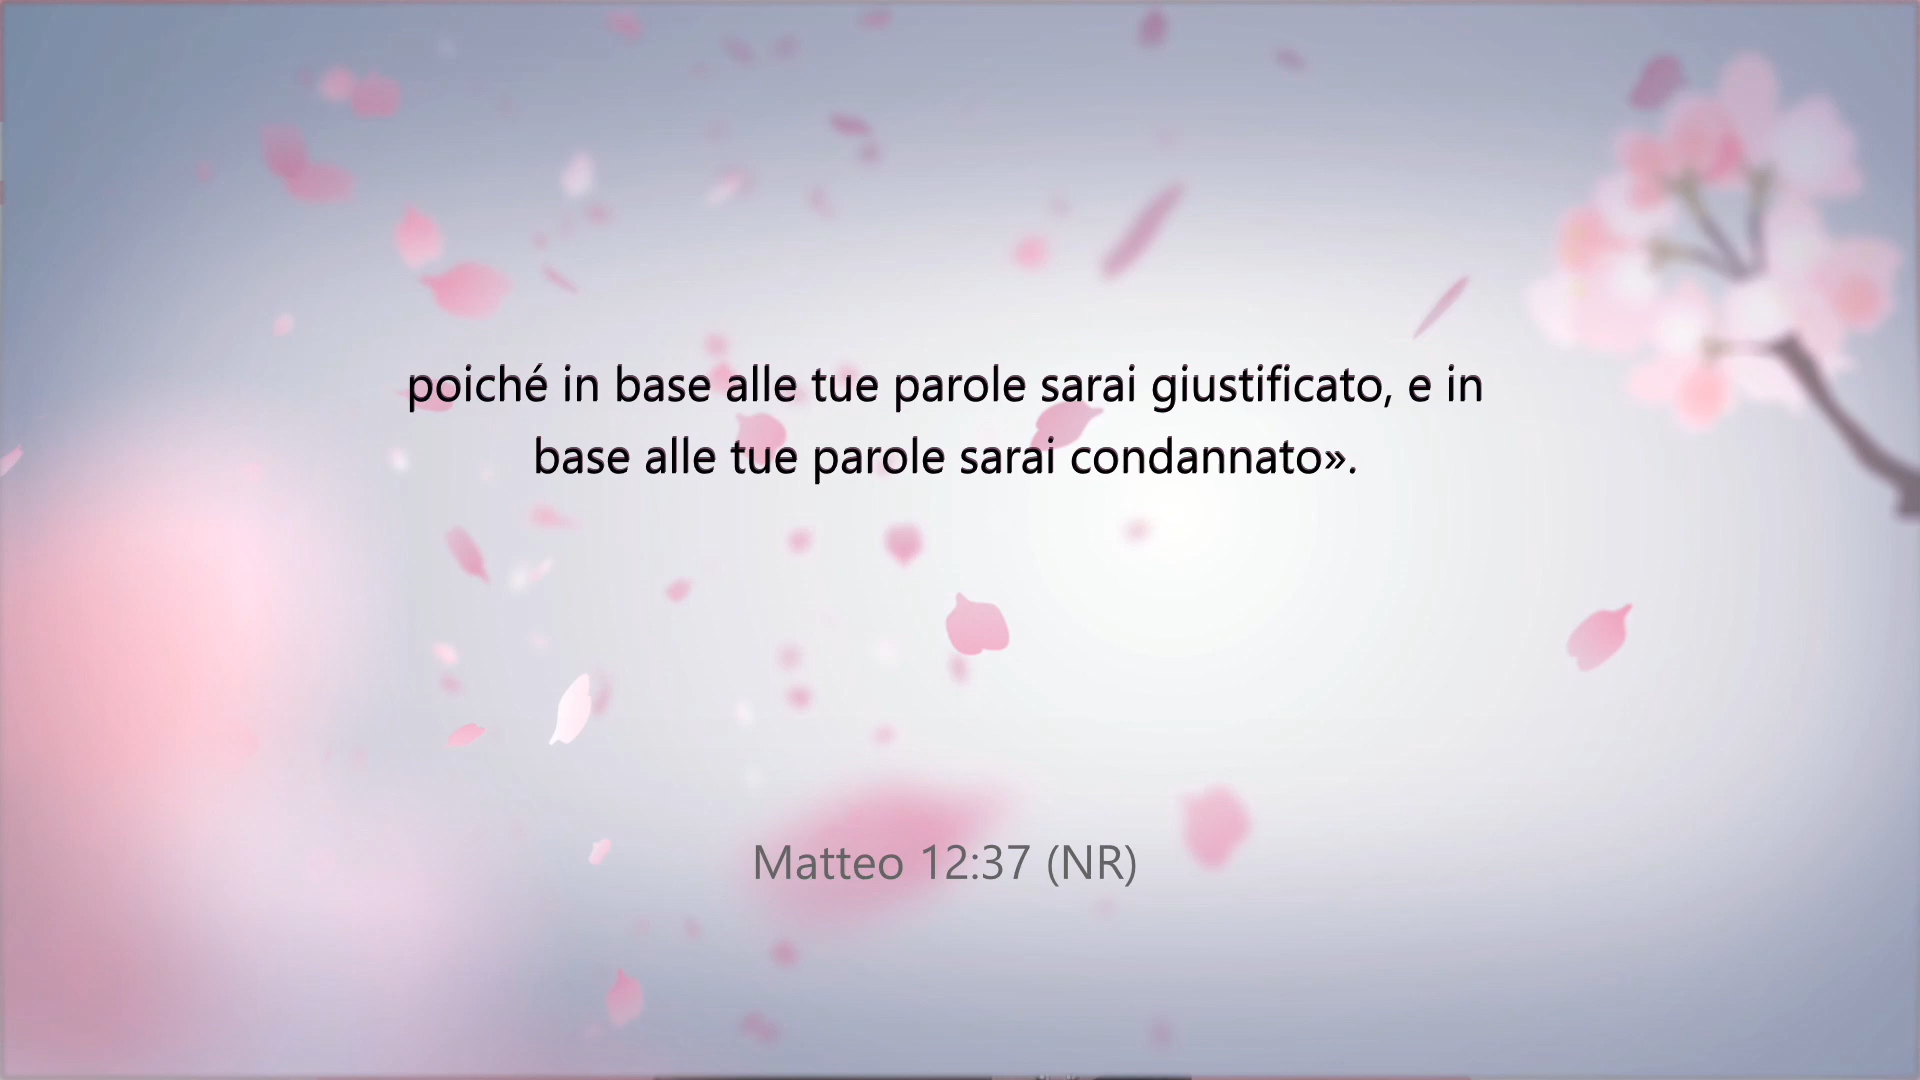 poiché in base alle tue parole sarai giustificato, e in
base alle tue parole sarai condannato».
Matteo 12:37 (NR)